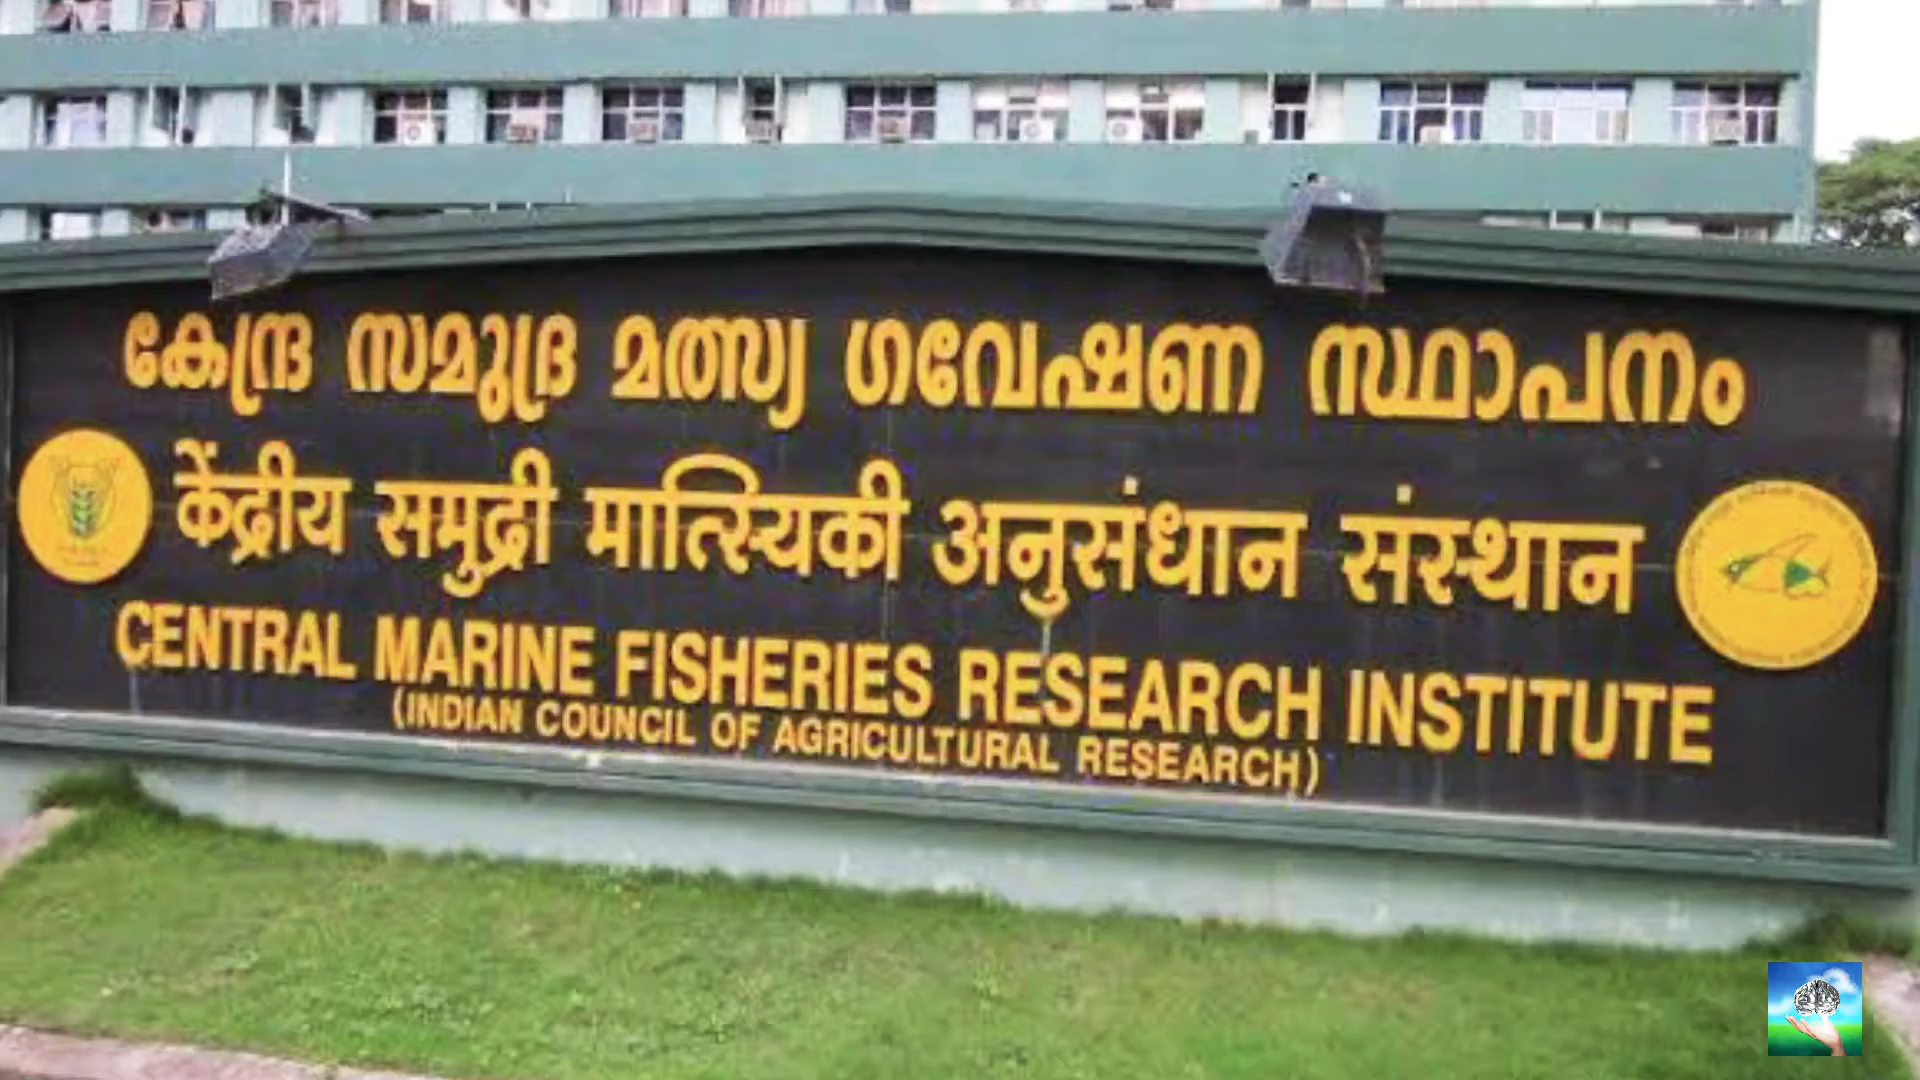 കേന്ദ്ര സമുദ്ര മത്സ്യ ഗവേഷണ സ്ഥാപനം
केंद्रीय समुद्री मात्स्यिकी अनुसंधान संस्थान
CENTRAL MARINE FISHERIES RESEARCH INSTITUTE
(INDIAN COUNCIL OF AGRICULTURAL RESEARCH)